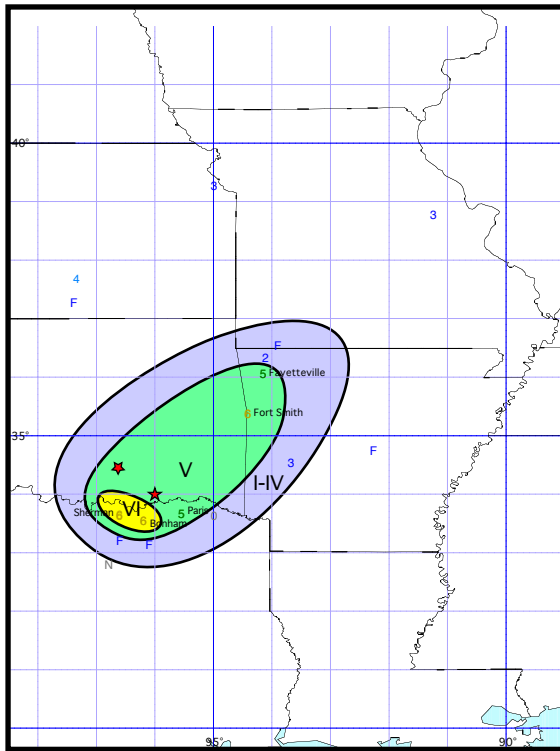 40°
3
3
4
F
F
2
5 Fayetteville
6 Fort Smith
35°
F
3
V
I-IV
VI
Sherman 6
6 Bonham
5 Paris
0
F
F
N
95°
90°